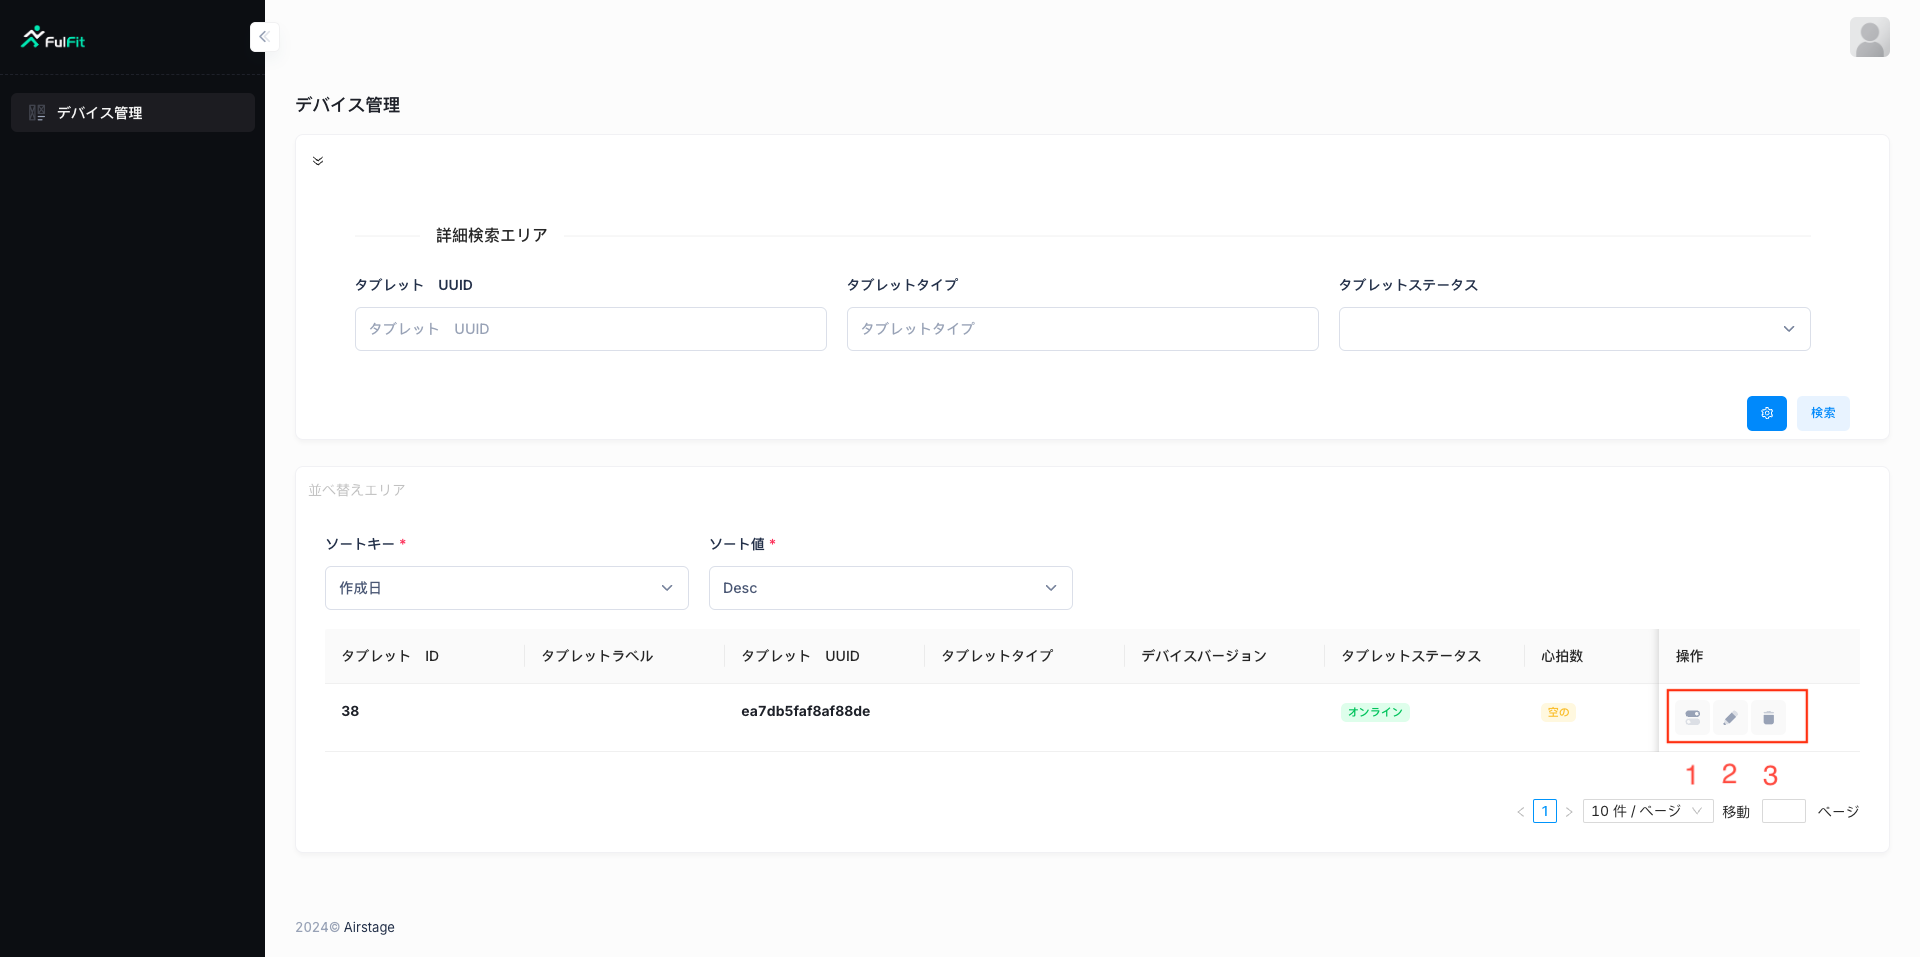 FulFit
デバイス管理
デバイス管理
詳細検索エリア
タブレット　UUID
タブレットタイプ
タブレットステータス
タブレット　UUID
タブレットタイプ
検索
並べ替えエリア
ソートキー *
ソート値 *
作成日
Desc
タブレット　ID
タブレットラベル
タブレット　UUID
タブレットタイプ
デバイスバージョン
タブレットステータス
心拍数
操作
38
ea7db5faf8af88de
オンライン
空の
1 2 3
< 1 > 10 件 / ページ 移動 ページ
2024© Airstage